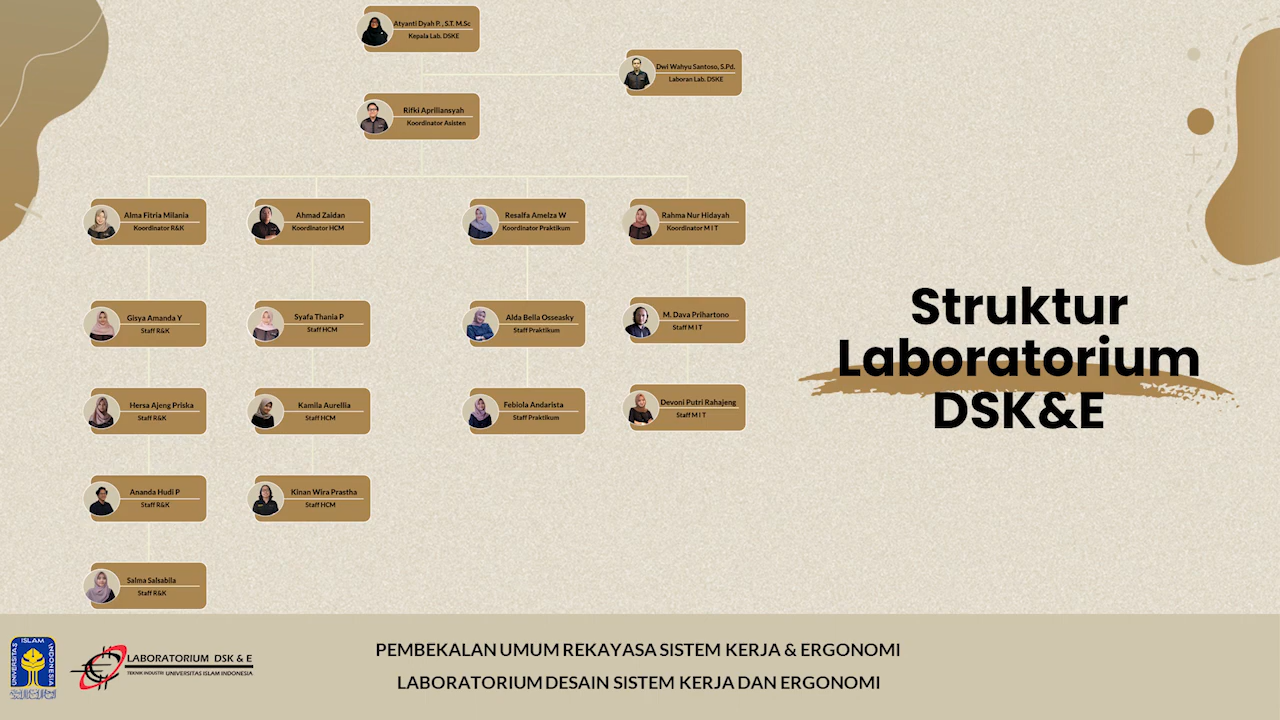 Atyanti Dyah P. , S.T. M.Sc
Kepala Lab. DSKE
Dwi Wahyu Santoso, S.Pd.
Laboran Lab. DSKE
Rifki Apriliansyah
Koordinator Asisten
Alma Fitria Milania
Koordinator R&K
Ahmad Zaidan
Koordinator HCM
Resalfa Amelza W
Koordinator Praktikum
Rahma Nur Hidayah
Koordinator M I T
Gisya Amanda Y
Staff R&K
Syafa Thania P
Staff HCM
Alda Bella Osseasky
Staff Praktikum
M. Dava Prihartono
Staff M I T
Hersa Ajeng Priska
Staff R&K
Kamila Aurellia
Staff HCM
Febiola Andarista
Staff Praktikum
Devoni Putri Rahajeng
Staff M I T
Ananda Hudi P
Staff R&K
Kinan Wira Prastha
Staff HCM
Salma Salsabila
Staff R&K
Struktur
Laboratorium
DSK&E
UNIVERSITAS ISLAM INDONESIA
LABORATORIUM DSK & E
TEKNIK INDUSTRI UNIVERSITAS ISLAM INDONESIA
PEMBEKALAN UMUM REKAYASA SISTEM KERJA & ERGONOMI
LABORATORIUM DESAIN SISTEM KERJA DAN ERGONOMI